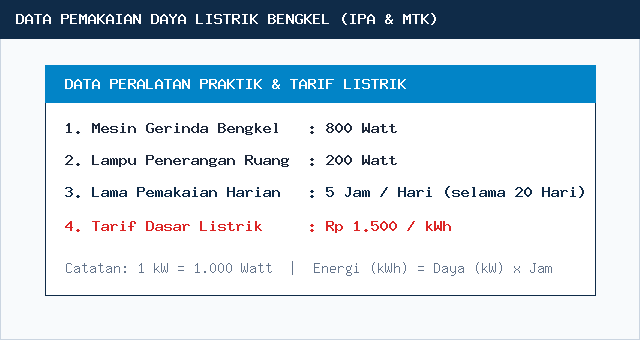 DATA PEMAKAIAN DAYA LISTRIK BENGKEL (IPA & MTK)
DATA PERALATAN PRAKTIK & TARIF LISTRIK
1. Mesin Gerinda Bengkel : 800 Watt
2. Lampu Penerangan Ruang : 200 Watt
3. Lama Pemakaian Harian : 5 Jam / Hari (selama 20 Hari)
4. Tarif Dasar Listrik : Rp 1.500 / kWh
Catatan: 1 kW = 1.000 Watt | Energi (kWh) = Daya (kW) x Jam